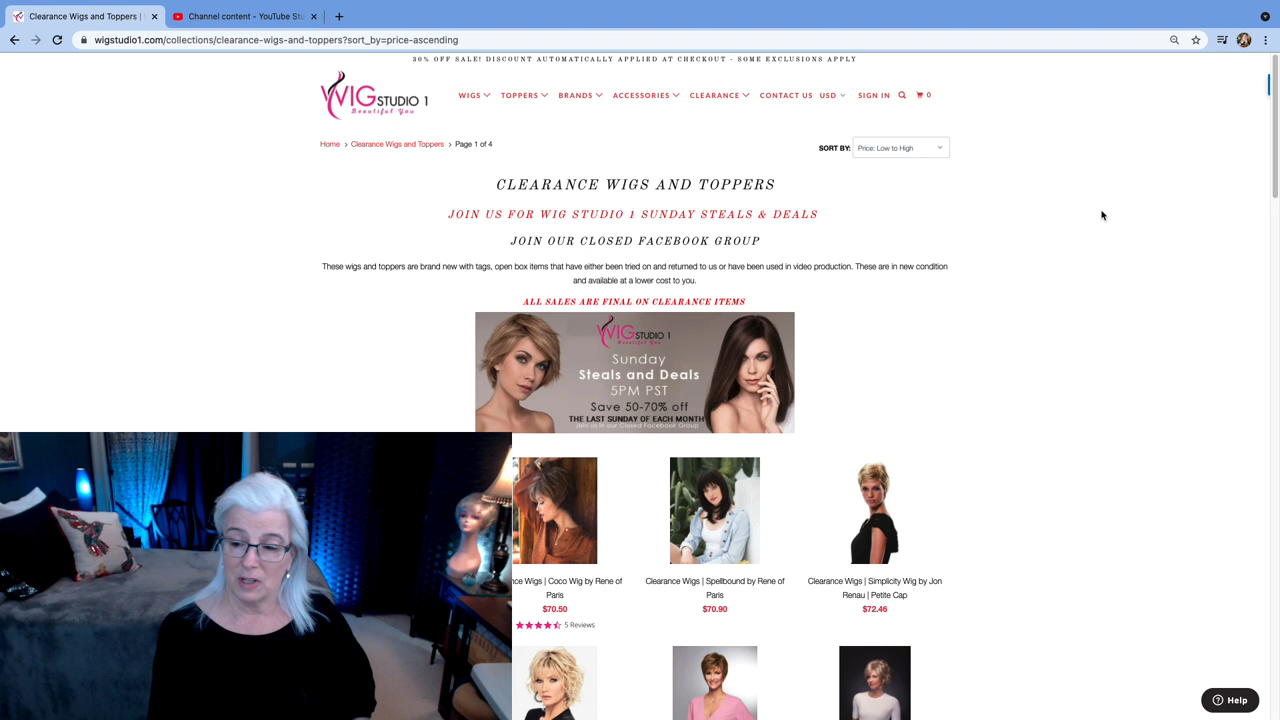 Clearance Wigs and Toppers |
Channel content - YouTube St
wigstudio1.com/collections/clearance-wigs-and-toppers?sort_by=price-ascending
30% OFF SALE! DISCOUNT AUTOMATICALLY APPLIED AT CHECKOUT - SOME EXCLUSIONS APPLY
WIG STUDIO 1
Beautiful You
WIGS TOPPERS BRANDS ACCESSORIES CLEARANCE CONTACT US USD SIGN IN 0
Home > Clearance Wigs and Toppers > Page 1 of 4
SORT BY: Price: Low to High
CLEARANCE WIGS AND TOPPERS
JOIN US FOR WIG STUDIO 1 SUNDAY STEALS & DEALS
JOIN OUR CLOSED FACEBOOK GROUP
These wigs and toppers are brand new with tags, open box items that have either been tried on and returned to us or have been used in video production. These are in new condition
and available at a lower cost to you.
ALL SALES ARE FINAL ON CLEARANCE ITEMS
WIG STUDIO 1
Beautiful You
Sunday
Steals and Deals
5PM PST
Save 50-70% off
THE LAST SUNDAY OF EACH MONTH
Join us In our Closed Facebook Group
nce Wigs | Coco Wig by Rene of
Paris
$70.50
5 Reviews
Clearance Wigs | Spellbound by Rene of
Paris
$70.90
Clearance Wigs | Simplicity Wig by Jon
Renau | Petite Cap
$72.46
Help